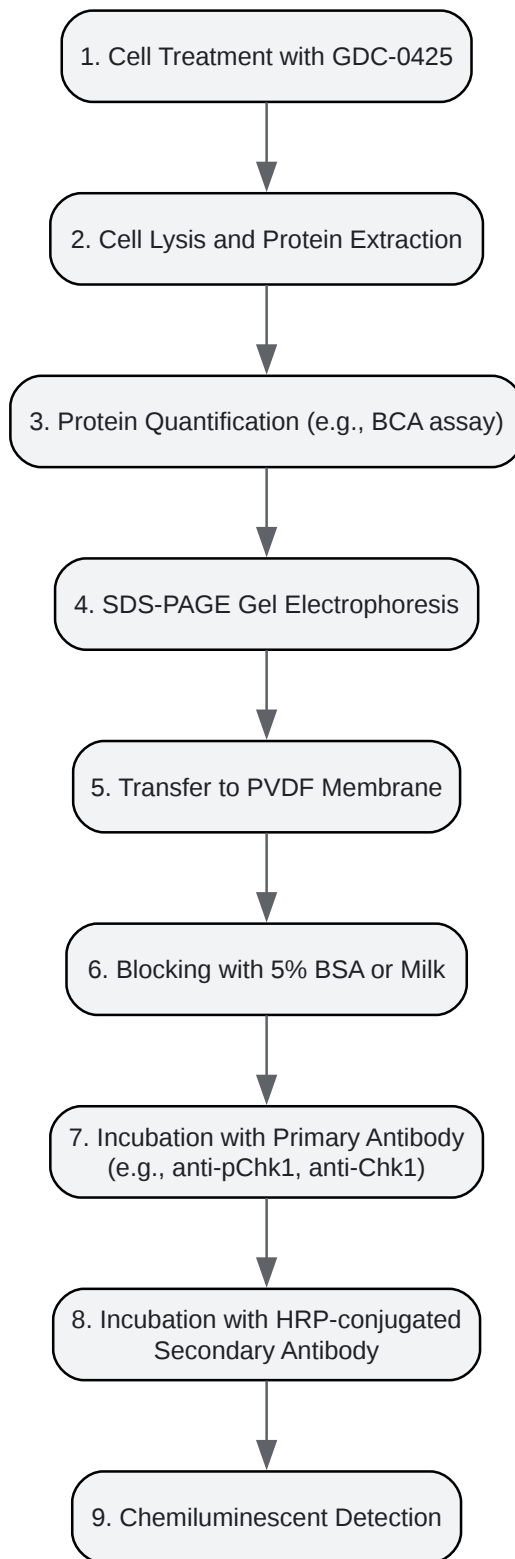 1. Cell Treatment with GDC-0425
2. Cell Lysis and Protein Extraction
3. Protein Quantification (e.g., BCA assay)
4. SDS-PAGE Gel Electrophoresis
5. Transfer to PVDF Membrane
6. Blocking with 5% BSA or Milk
7. Incubation with Primary Antibody
(e.g., anti-pChk1, anti-Chk1)
8. Incubation with HRP-conjugated
Secondary Antibody
9. Chemiluminescent Detection